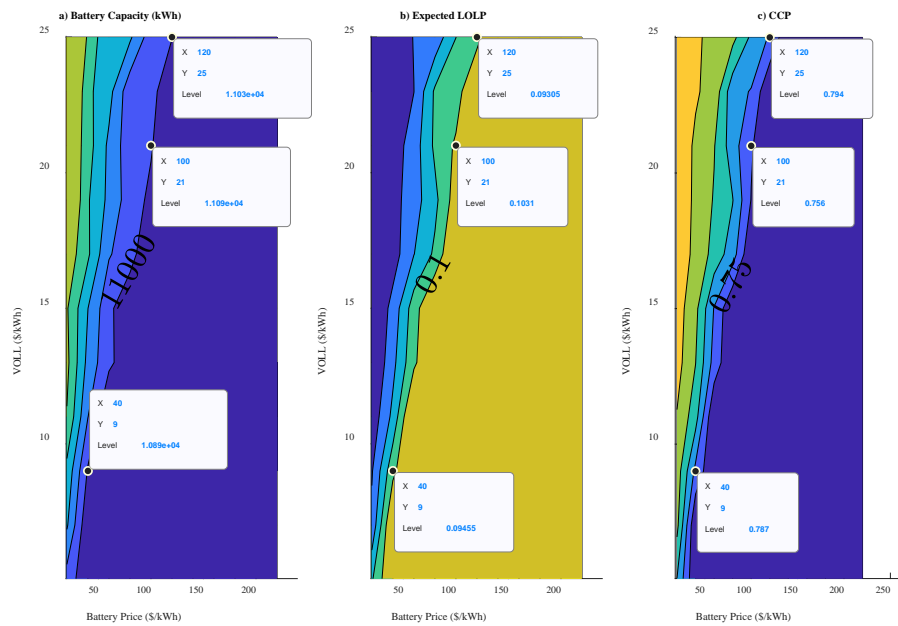 a) Battery Capacity (kWh)
25
20
15
10
VOLL ($/kWh)
X 120
Y 25
Level 1.103e+04
X 100
Y 21
Level 1.109e+04
11000
X 40
Y 9
Level 1.089e+04
50 100 150 200
Battery Price ($/kWh)
b) Expected LOLP
25
20
15
10
VOLL ($/kWh)
X 120
Y 25
Level 0.09305
X 100
Y 21
Level 0.1031
0.1
X 40
Y 9
Level 0.09455
50 100 150 200
Battery Price ($/kWh)
c) CCP
25
20
15
10
VOLL ($/kWh)
X 120
Y 25
Level 0.794
X 100
Y 21
Level 0.756
0.75
X 40
Y 9
Level 0.787
50 100 150 200 250
Battery Price ($/kWh)